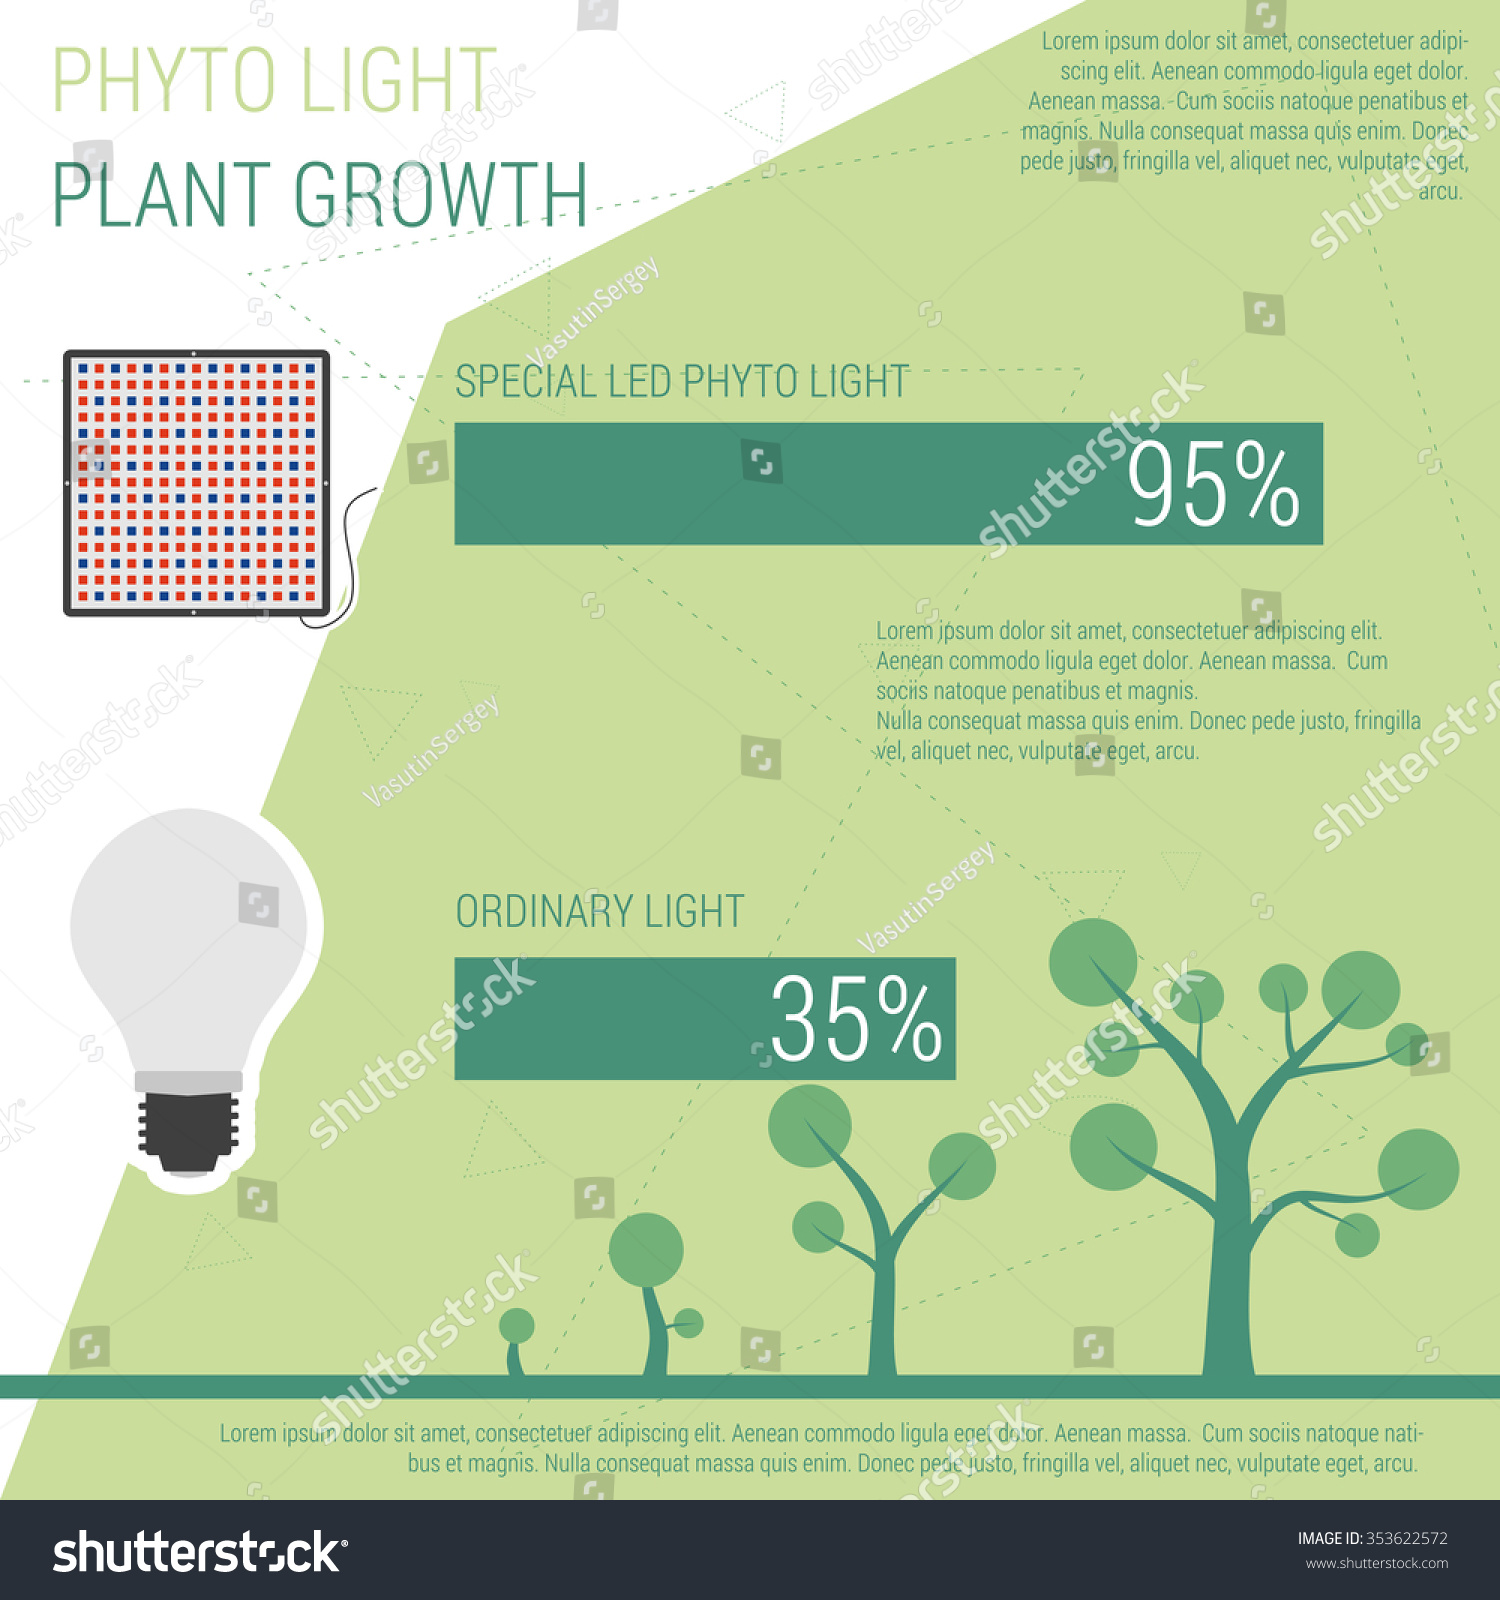 PHYTO LIGHT
PLANT GROWTH
Lorem ipsum dolor sit amet, consectetuer adipi-
scing elit. Aenean commodo ligula eget dolor.
Aenean massa. Cum sociis natoque penatibus et
magnis. Nulla consequat massa quis enim. Donec
pede justo, fringilla vel, aliquet nec, vulputate eget,
arcu.
SPECIAL LED PHYTO LIGHT
95%
Lorem ipsum dolor sit amet, consectetuer adipiscing elit.
Aenean commodo ligula eget dolor. Aenean massa. Cum
sociis natoque penatibus et magnis.
Nulla consequat massa quis enim. Donec pede justo, fringilla
vel, aliquet nec, vulputate eget, arcu.
ORDINARY LIGHT
35%
Lorem ipsum dolor sit amet, consectetuer adipiscing elit. Aenean commodo ligula eget dolor. Aenean massa. Cum sociis natoque nati-
bus et magnis. Nulla consequat massa quis enim. Donec pede justo, fringilla vel, aliquet nec, vulputate eget, arcu.
shutterstock
VasutinSergey
shutterstock®
IMAGE ID: 353622572
www.shutterstock.com